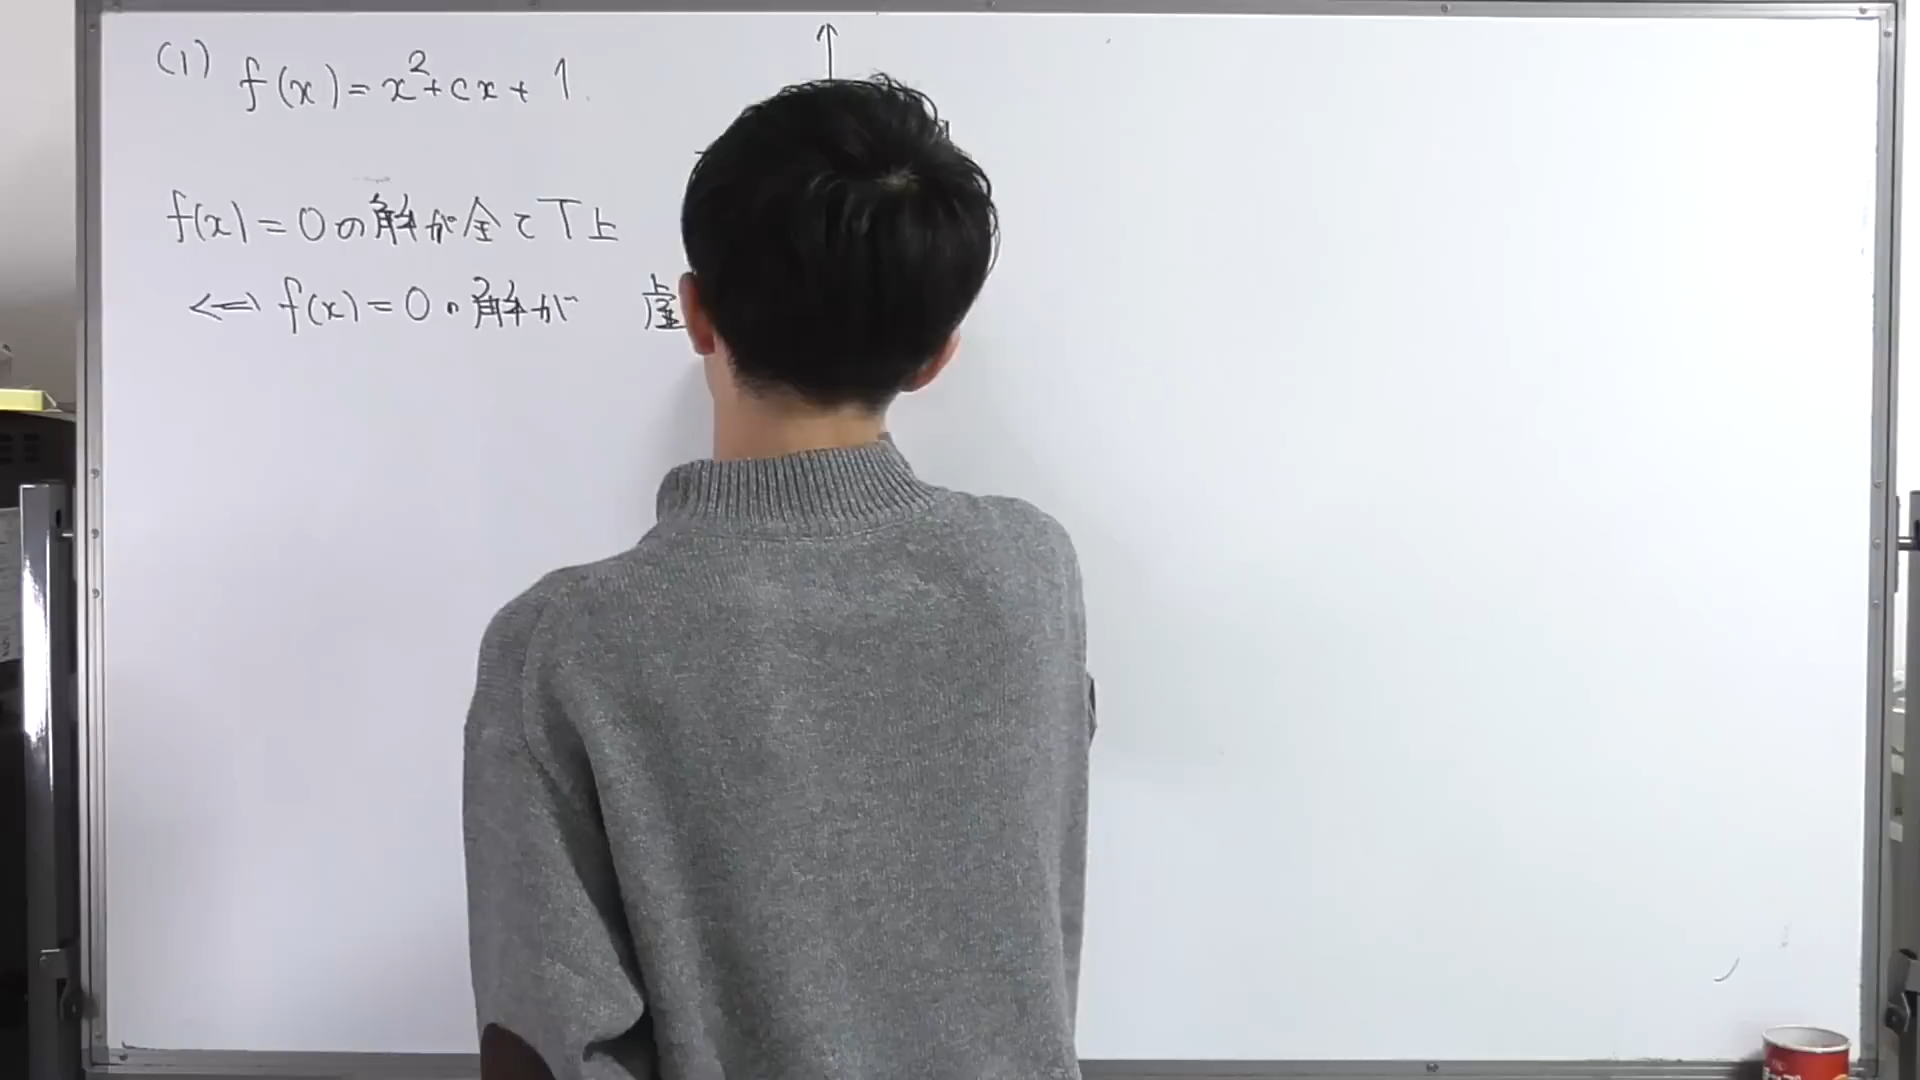 (1) f(x)=x²+cx+1
f(x)=0の解が全てT上
⇔ f(x)=0の解が 虚